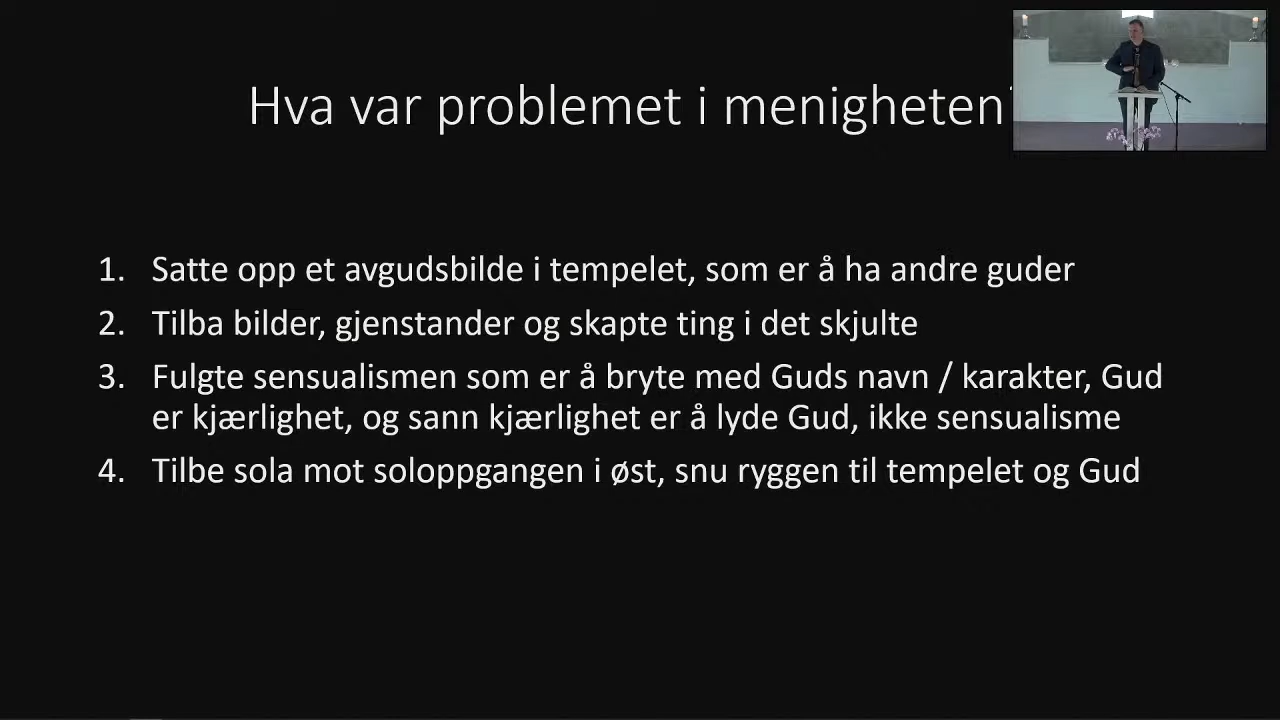 Hva var problemet i menigheten?
1. Satte opp et avgudsbilde i tempelet, som er å ha andre guder
2. Tilba bilder, gjenstander og skapte ting i det skjulte
3. Fulgte sensualismen som er å bryte med Guds navn / karakter, Gud
er kjærlighet, og sann kjærlighet er å lyde Gud, ikke sensualisme
4. Tilbe sola mot soloppgangen i øst, snu ryggen til tempelet og Gud